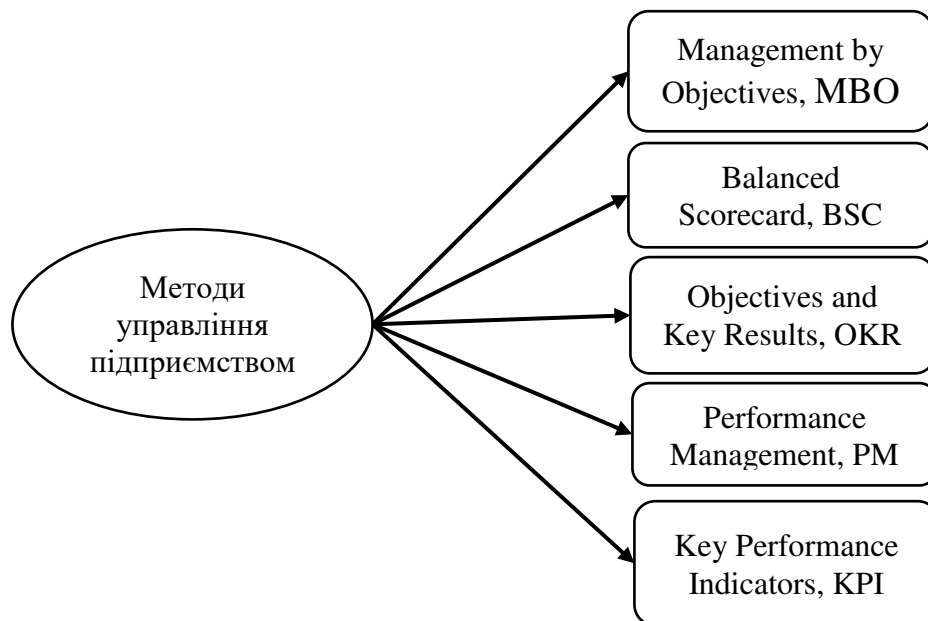 Management by
Objectives, MBO
Balanced
Scorecard, BSC
Методи
управління
підприємством
Objectives and
Key Results, OKR
Performance
Management, PM
Key Performance
Indicators, KPI